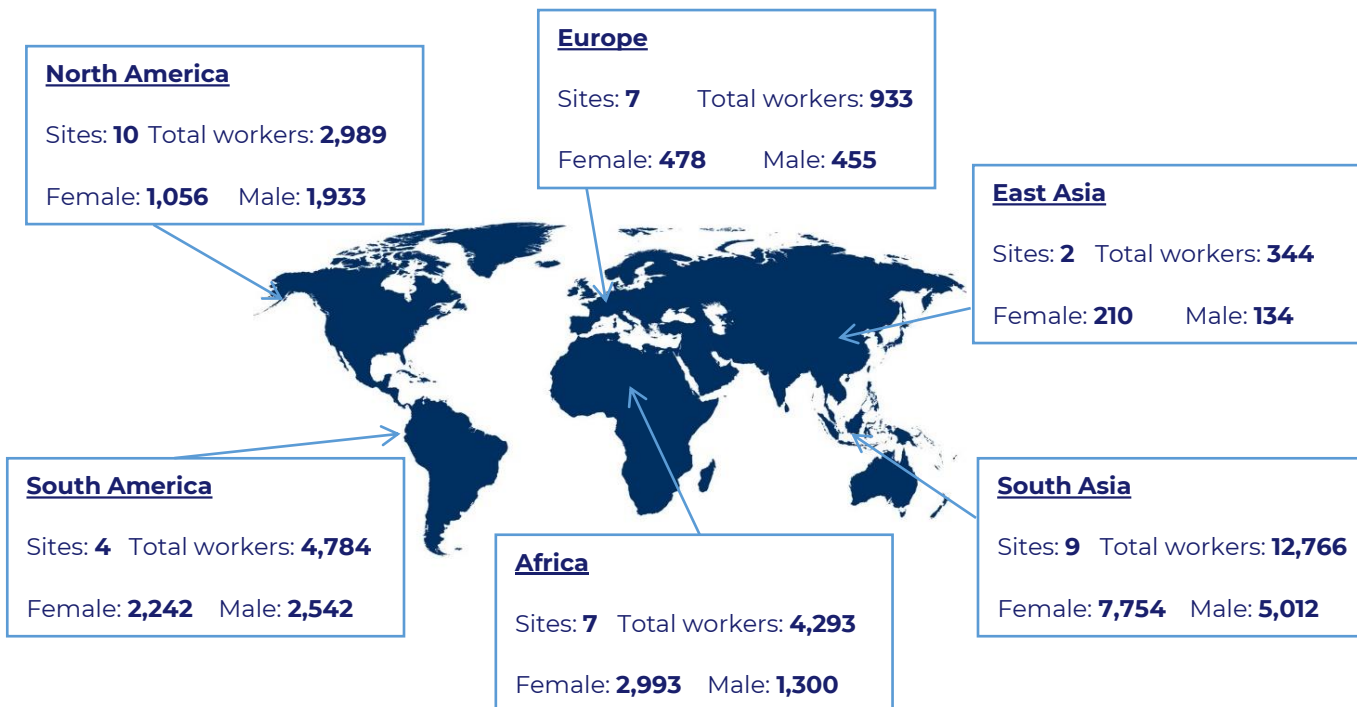 North America
Sites: 10 Total workers: 2,989
Female: 1,056 Male: 1,933
Europe
Sites: 7 Total workers: 933
Female: 478 Male: 455
East Asia
Sites: 2 Total workers: 344
Female: 210 Male: 134
South America
Sites: 4 Total workers: 4,784
Female: 2,242 Male: 2,542
Africa
Sites: 7 Total workers: 4,293
Female: 2,993 Male: 1,300
South Asia
Sites: 9 Total workers: 12,766
Female: 7,754 Male: 5,012